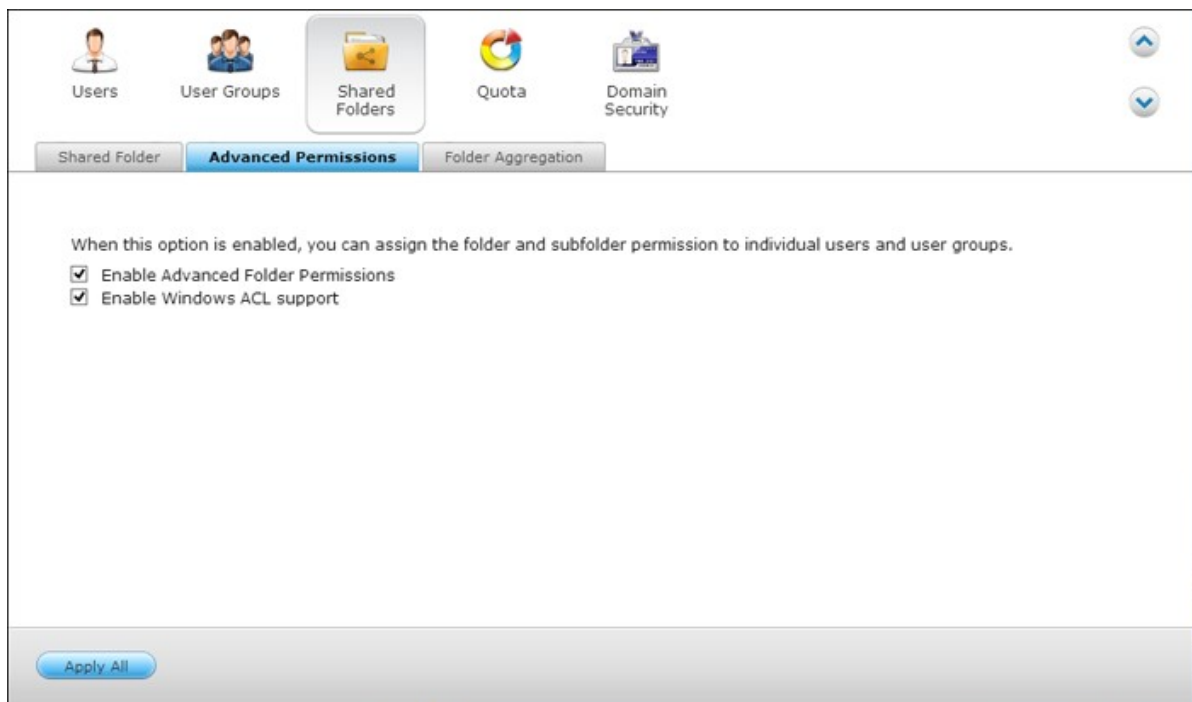 Users
User Groups
Shared
Folders
Quota
Domain
Security
Shared Folder
Advanced Permissions
Folder Aggregation
When this option is enabled, you can assign the folder and subfolder permission to individual users and user groups.
Enable Advanced Folder Permissions
Enable Windows ACL support
Apply All